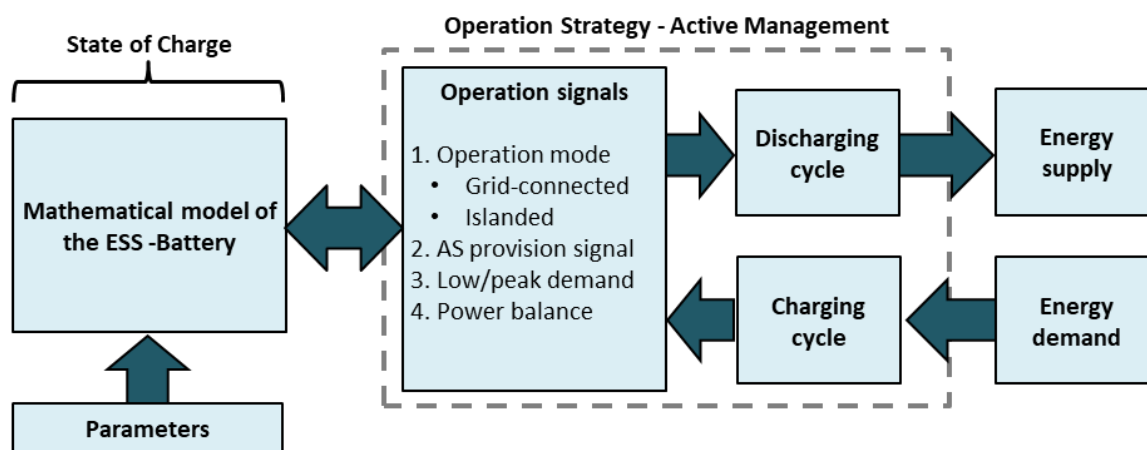 Operation Strategy - Active Management
State of Charge
Mathematical model of
the ESS -Battery
Parameters
Operation signals
1. Operation mode
• Grid-connected
• Islanded
2. AS provision signal
3. Low/peak demand
4. Power balance
Discharging
cycle
Energy
supply
Charging
cycle
Energy
demand